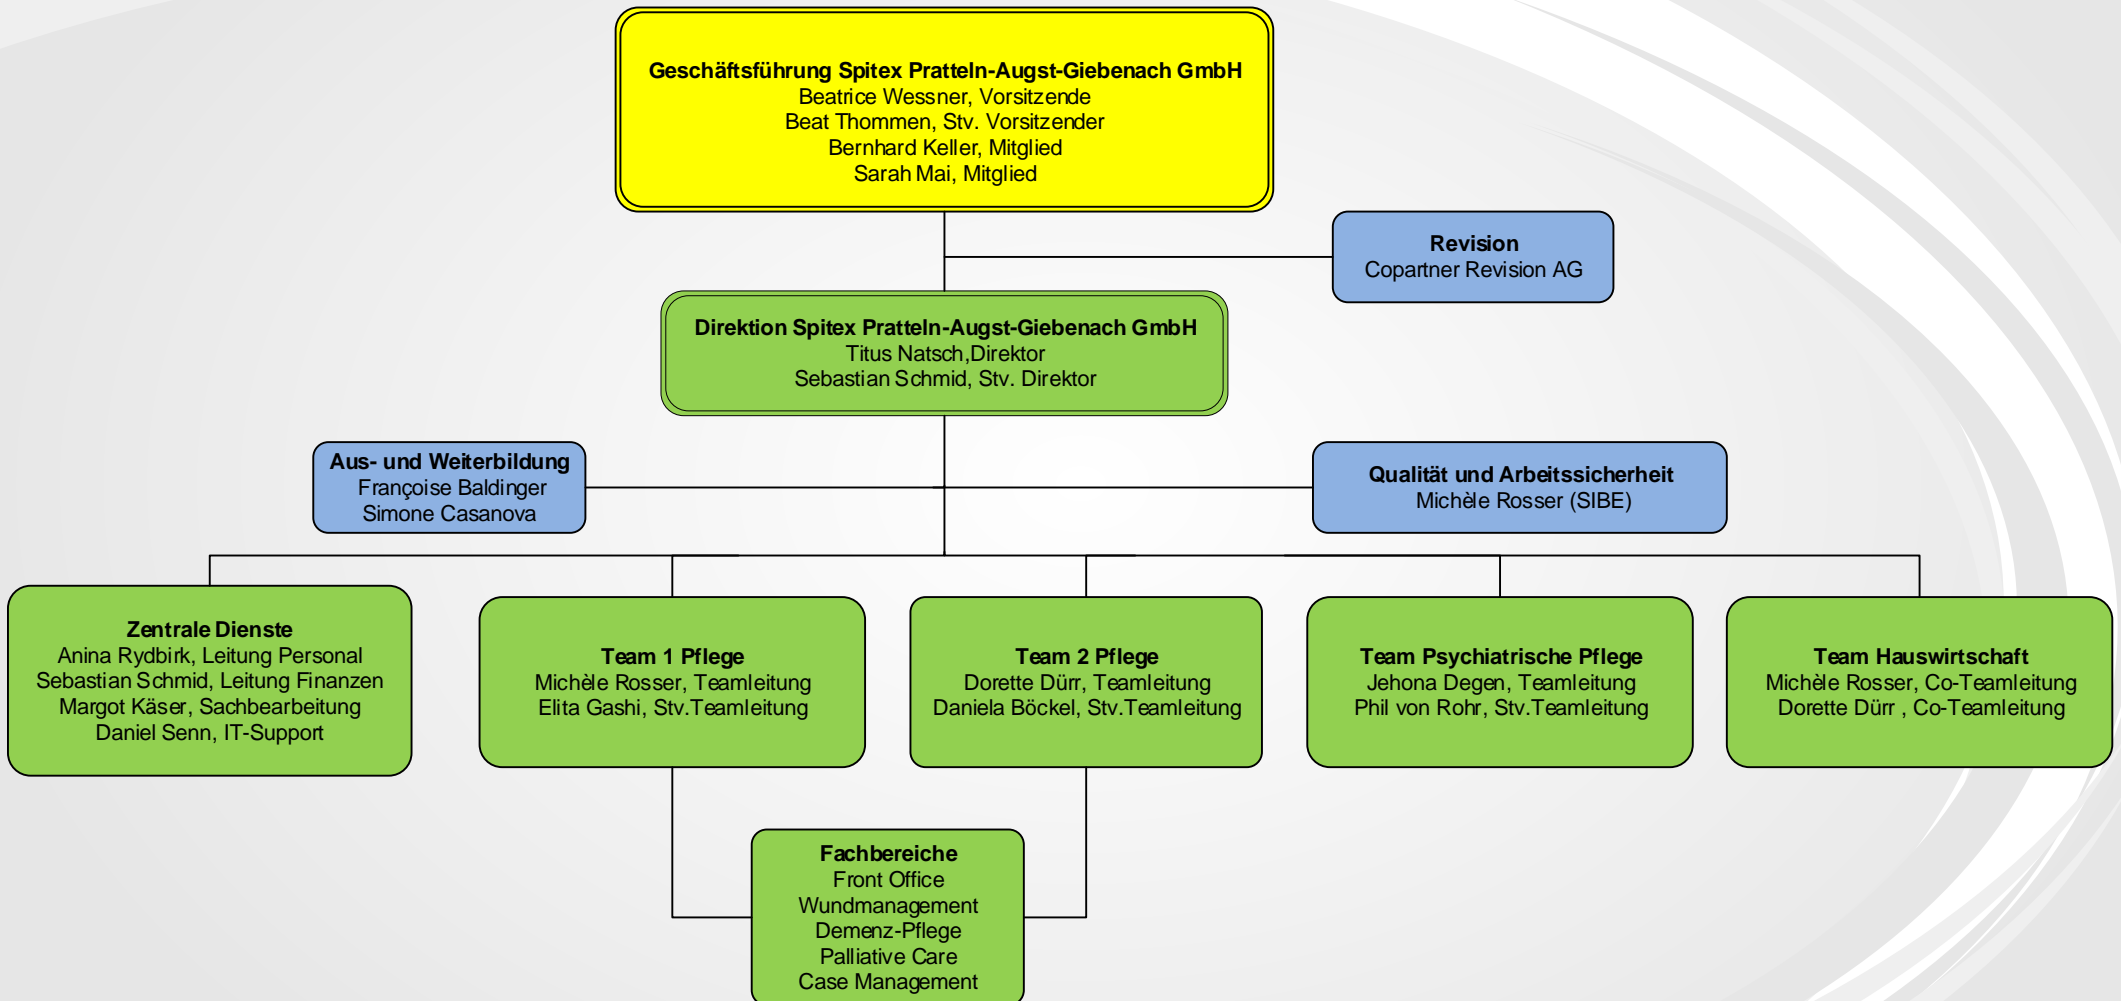 Geschäftsführung Spitex Pratteln-Augst-Giebenach GmbH
Beatrice Wessner, Vorsitzende
Beat Thommen, Stv. Vorsitzender
Bernhard Keller, Mitglied
Sarah Mai, Mitglied
Revision
Copartner Revision AG
Direktion Spitex Pratteln-Augst-Giebenach GmbH
Titus Natsch,Direktor
Sebastian Schmid, Stv. Direktor
Aus- und Weiterbildung
Françoise Baldinger
Simone Casanova
Qualität und Arbeitssicherheit
Michèle Rosser (SIBE)
Zentrale Dienste
Anina Rydbirk, Leitung Personal
Sebastian Schmid, Leitung Finanzen
Margot Käser, Sachbearbeitung
Daniel Senn, IT-Support
Team 1 Pflege
Michèle Rosser, Teamleitung
Elita Gashi, Stv.Teamleitung
Team 2 Pflege
Dorette Dürr, Teamleitung
Daniela Böckel, Stv.Teamleitung
Team Psychiatrische Pflege
Jehona Degen, Teamleitung
Phil von Rohr, Stv.Teamleitung
Team Hauswirtschaft
Michèle Rosser, Co-Teamleitung
Dorette Dürr , Co-Teamleitung
Fachbereiche
Front Office
Wundmanagement
Demenz-Pflege
Palliative Care
Case Management